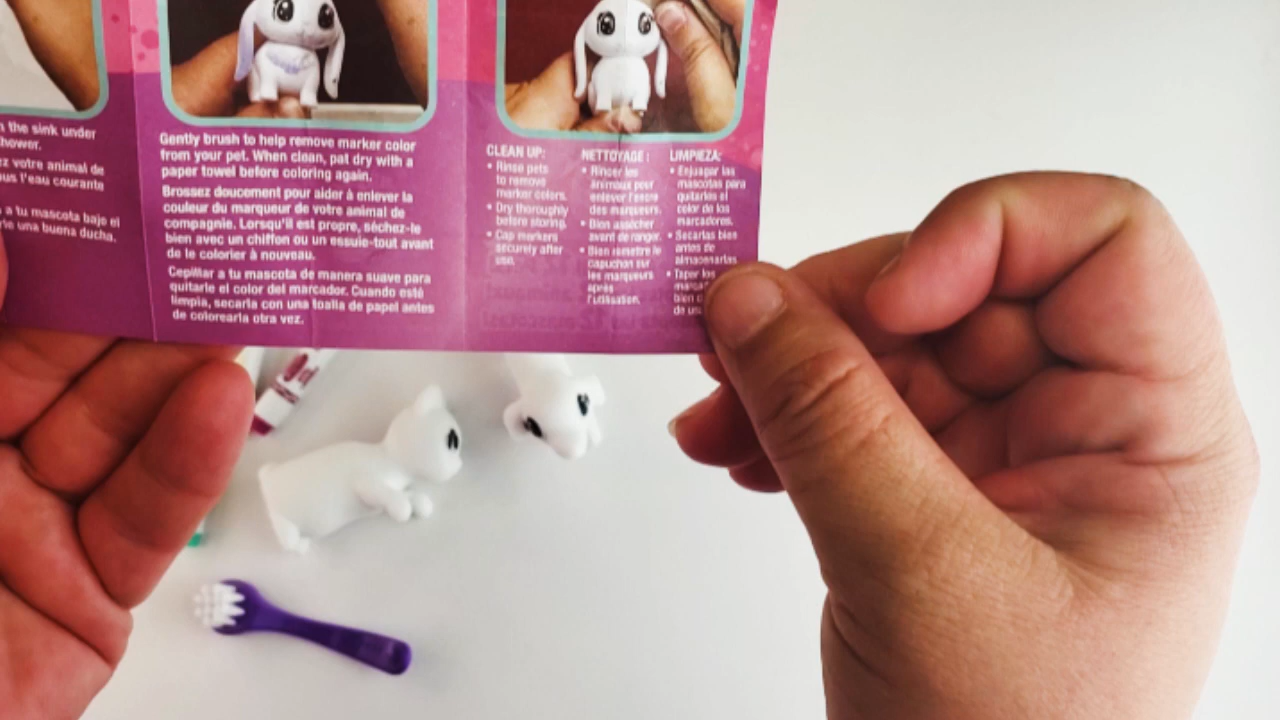 n the sink under
hower.
ez votre animal de
ous l'eau courante
a tu mascota bajo el
rle una buena ducha.
Gently brush to help remove marker color
from your pet. When clean, pat dry with a
paper towel before coloring again.
Brossez doucement pour aider à enlever la
couleur du marqueur de votre animal de
compagnie. Lorsqu'il est propre, séchez-le
bien avec un chiffon ou un essuie-tout avant
de le colorier à nouveau.
Cepillar a tu mascota de manera suave para
quitarle el color del marcador. Cuando esté
limpia, secarla con una toalla de papel antes
de colorearla otra vez.
CLEAN UP:
• Rinse pets
to remove
marker colors.
• Dry thoroughly
before storing.
• Cap markers
securely after
use.
NETTOYAGE :
• Rincer les
animaux pour
enlever l'encre
des marqueurs.
• Bien assécher
avant de ranger.
• Bien remettre le
capuchon sur
les marqueurs
après
l'utilisation.
LIMPIEZA:
• Enjuagar las
mascotas para
quitarles el
color de los
marcadores.
• Secarlas bien
antes de
almacenarlas.
• Tapar los
marca
bien c
de us